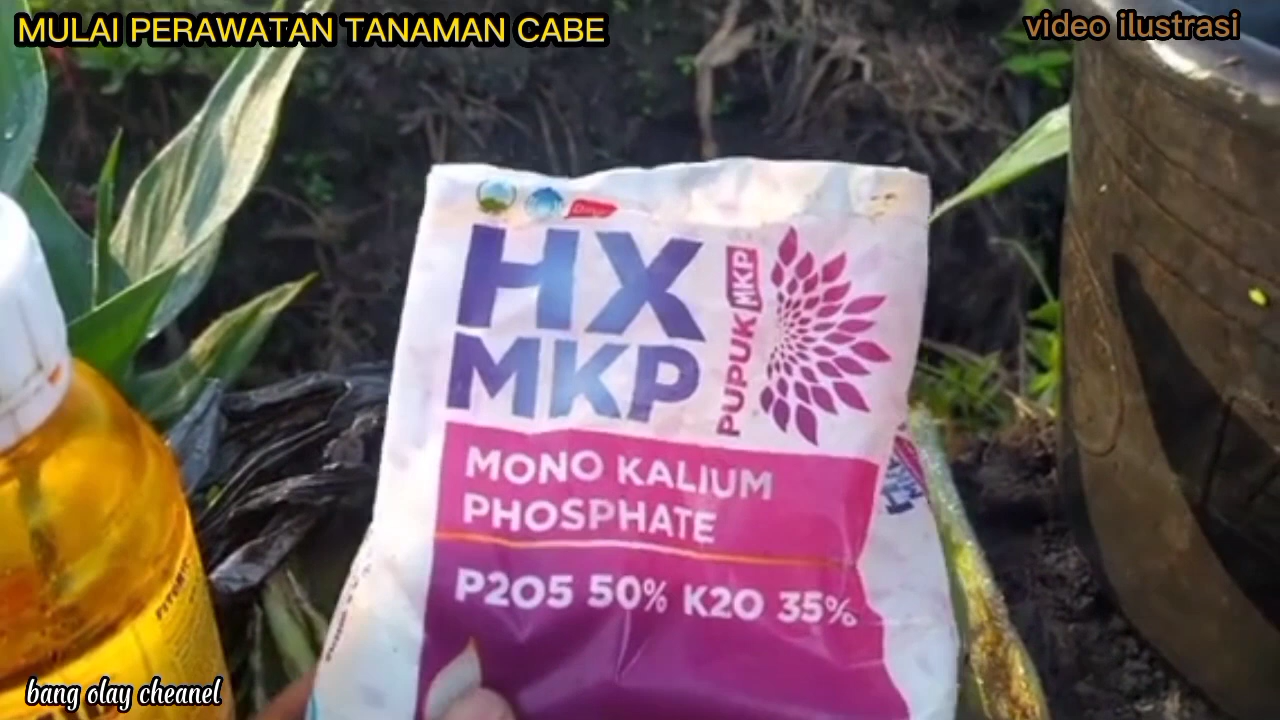 MULAI PERAWATAN TANAMAN CABE
video ilustrasi
HX
MKP
PUPUK MKP
MONO KALIUM
PHOSPHATE
P2O5 50% K2O 35%
bang olay cheanel